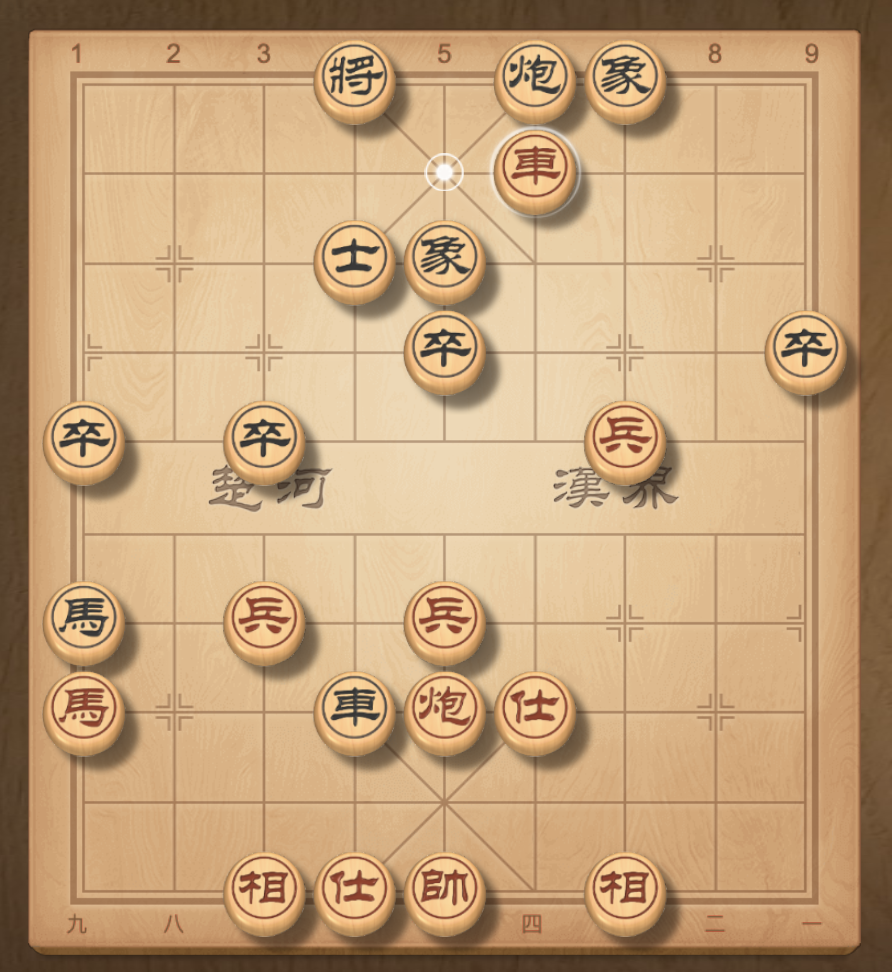 1 2 3 5 8 9
將 炮 象
車
士 象
卒 卒
卒 卒 兵
楚河 漢界
馬 兵 兵
馬 車 炮 仕
相 仕 帥 相
九 八 四 二 一